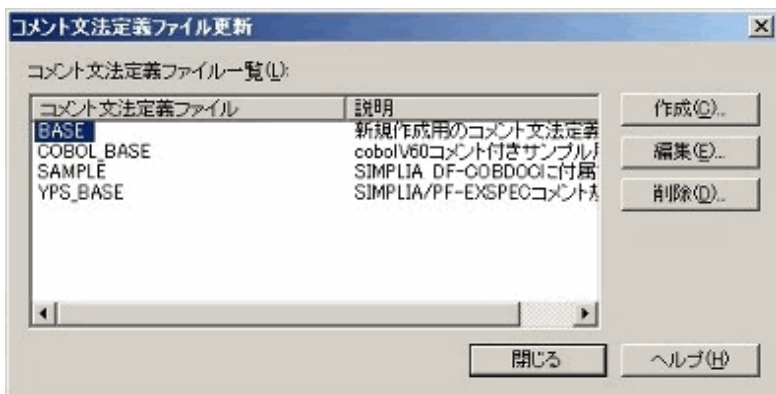 コメント文法定義ファイル更新
コメント文法定義ファイル一覧(L):
コメント文法定義ファイル 説明
BASE 新規作成用のコメント文法定義
COBOL_BASE cobolV60コメント付きサンプル
SAMPLE SIMPLIA DF-COBDOCに付属
YPS_BASE SIMPLIA/PF-EXSPECコメント
作成(C)...
編集(E)...
削除(D)...
閉じる
ヘルプ(H)